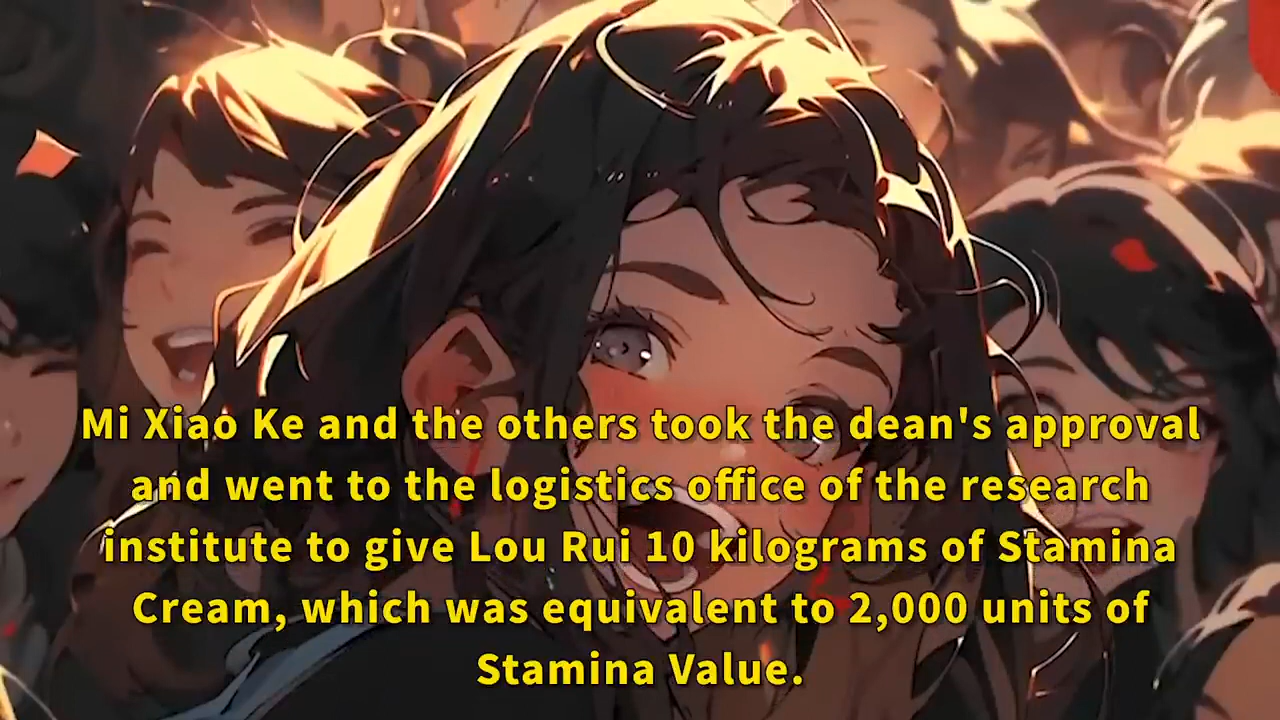 Mi Xiao Ke and the others took the dean's approval
and went to the logistics office of the research
institute to give Lou Rui 10 kilograms of Stamina
Cream, which was equivalent to 2,000 units of
Stamina Value.